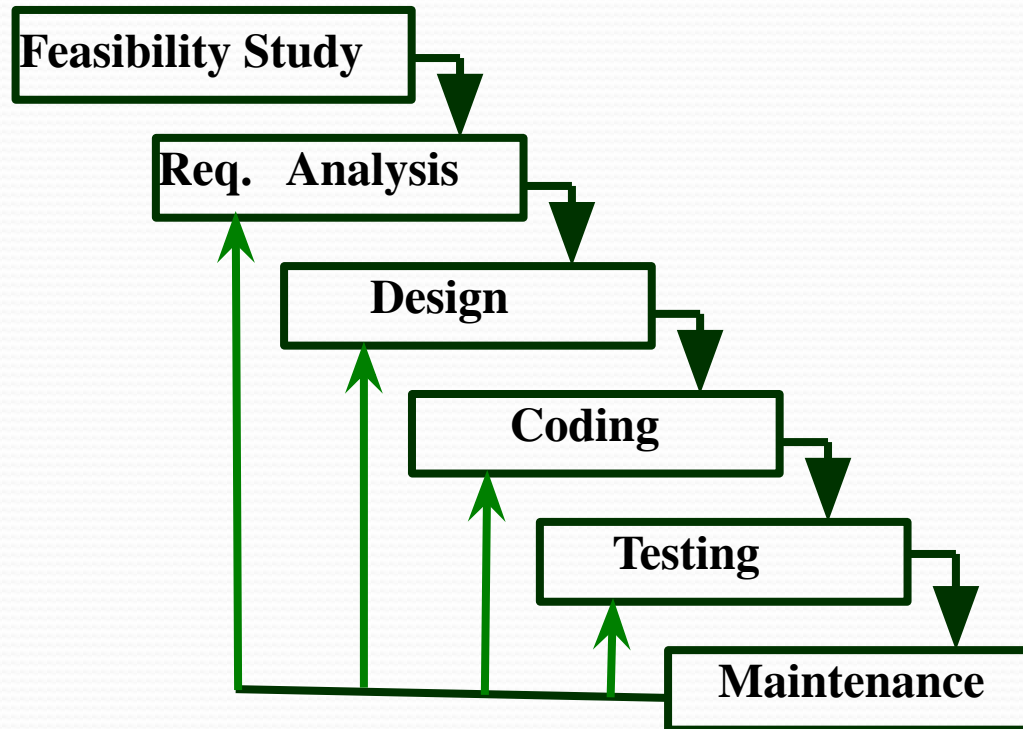 Feasibility Study
Req. Analysis
Design
Coding
Testing
Maintenance